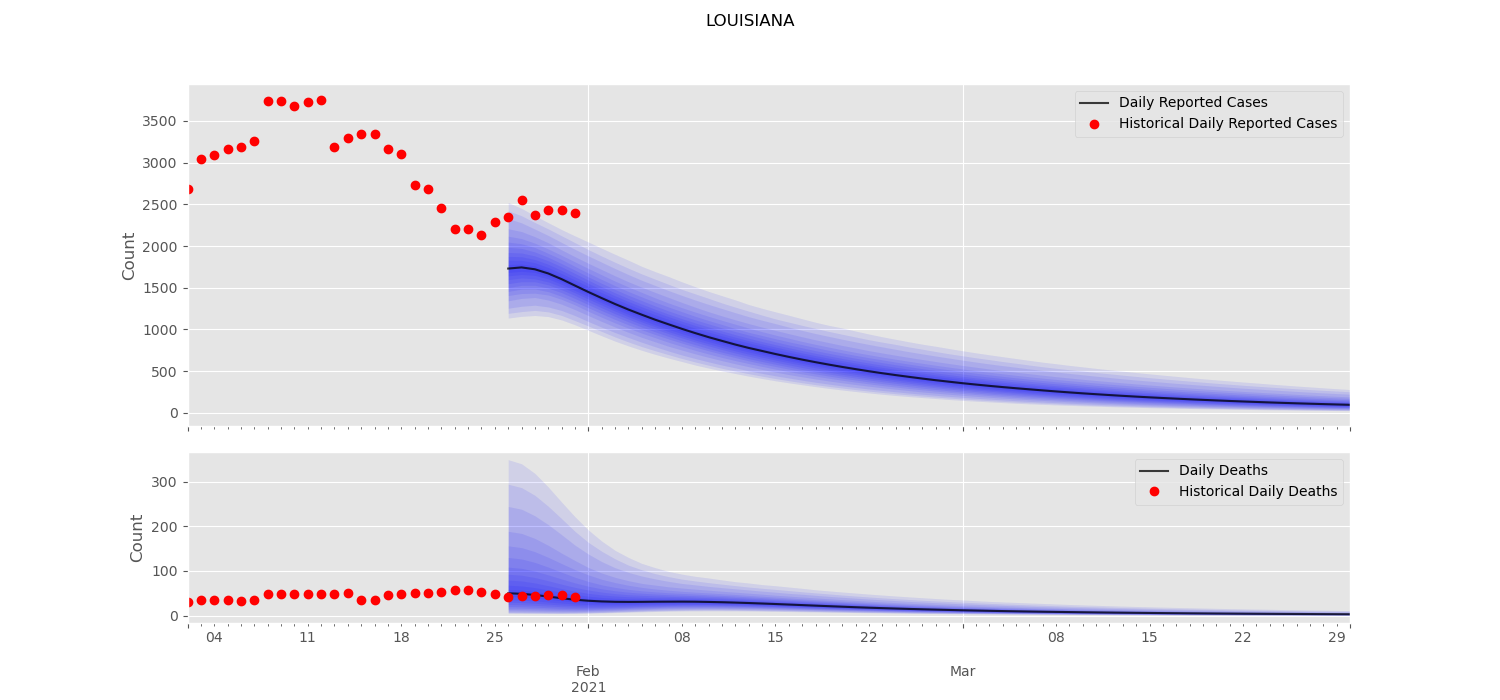 LOUISIANA
Daily Reported Cases
Historical Daily Reported Cases
Count
3500
3000
2500
2000
1500
1000
500
0
Daily Deaths
Historical Daily Deaths
Count
300
200
100
0
04 11 18 25 08 15 22 08 15 22 29
Feb Mar
2021